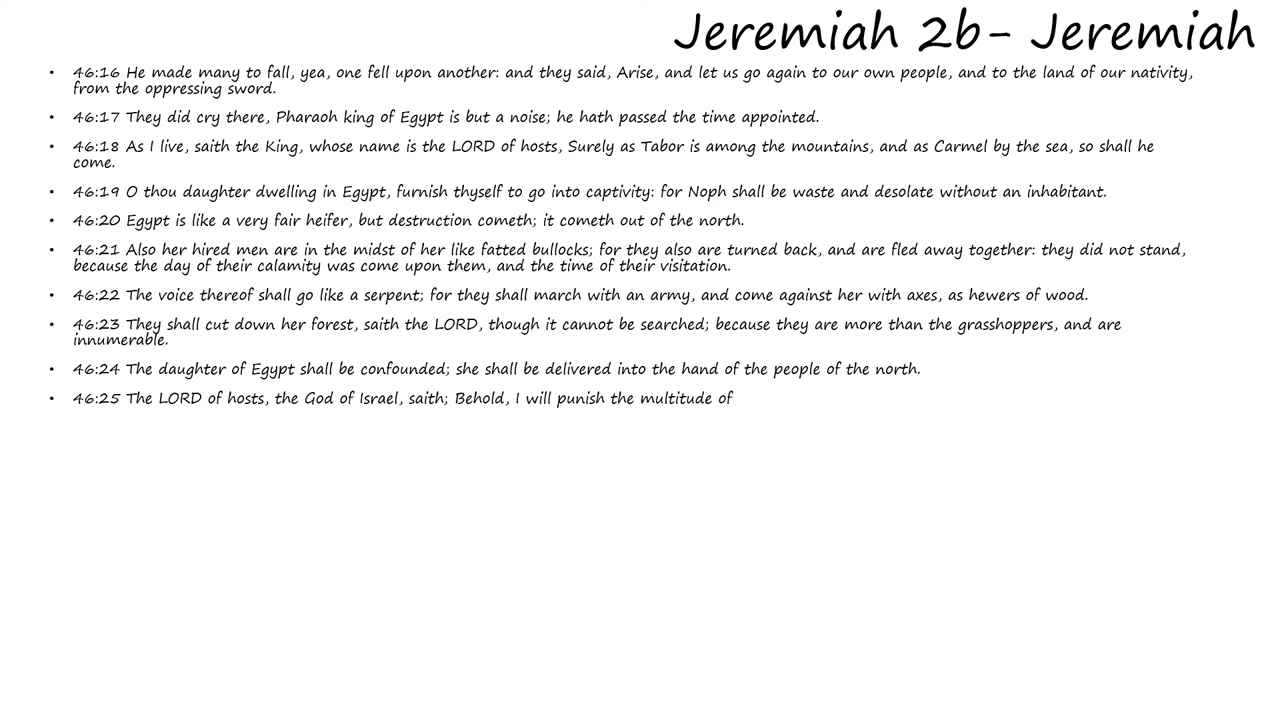 Jeremiah 2b- Jeremiah
• 46:16 He made many to fall, yea, one fell upon another: and they said, Arise, and let us go again to our own people, and to the land of our nativity,
from the oppressing sword.
• 46:17 They did cry there, Pharaoh king of Egypt is but a noise; he hath passed the time appointed.
• 46:18 As I live, saith the King, whose name is the LORD of hosts, Surely as Tabor is among the mountains, and as Carmel by the sea, so shall he
come.
• 46:19 O thou daughter dwelling in Egypt, furnish thyself to go into captivity: for Noph shall be waste and desolate without an inhabitant.
• 46:20 Egypt is like a very fair heifer, but destruction cometh; it cometh out of the north.
• 46:21 Also her hired men are in the midst of her like fatted bullocks; for they also are turned back, and are fled away together: they did not stand,
because the day of their calamity was come upon them, and the time of their visitation.
• 46:22 The voice thereof shall go like a serpent; for they shall march with an army, and come against her with axes, as hewers of wood.
• 46:23 They shall cut down her forest, saith the LORD, though it cannot be searched; because they are more than the grasshoppers, and are
innumerable.
• 46:24 The daughter of Egypt shall be confounded; she shall be delivered into the hand of the people of the north.
• 46:25 The LORD of hosts, the God of Israel, saith; Behold, I will punish the multitude of